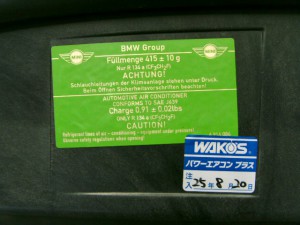 BMW Group
Füllmenge 415 ± 10 g
Nur R 134 a (CF₃CH₂F)
ACHTUNG!
Schlauchleitungen der Klimaanlage stehen unter Druck.
Beim Öffnen Sicherheitsvorschriften beachten!
AUTOMOTIVE AIR CONDITIONER
CONFORMS TO SAE J639
Charge 0,91 ± 0,02lbs
ONLY R 134 a (CF₃CH₂F)
CAUTION!
Refrigerant lines of air - conditioning - equipment under pressure!
Observe safety regulations when opening!
WAKO'S
パワーエアコン プラス
注入 25年 8月 20日